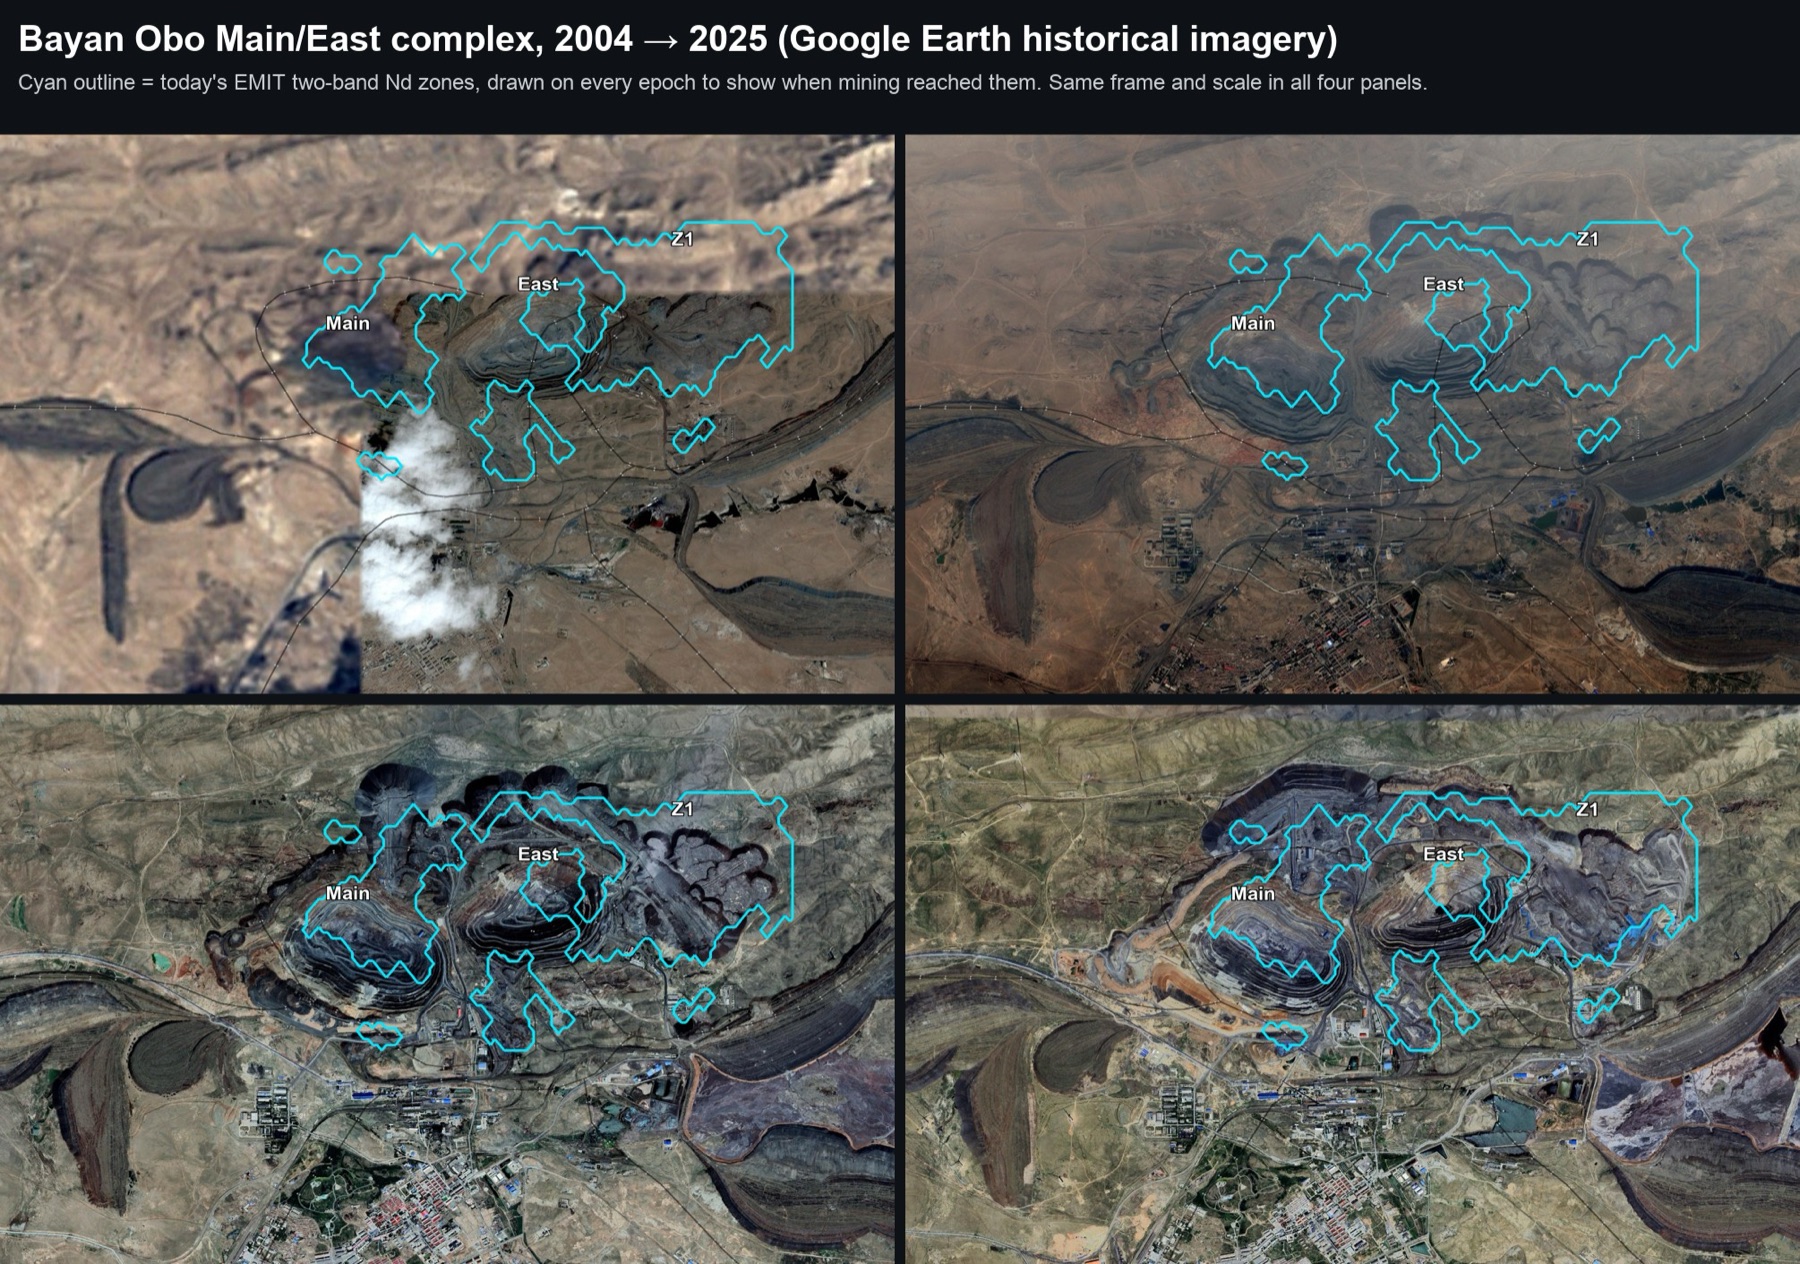 Bayan Obo Main/East complex, 2004 → 2025 (Google Earth historical imagery)
Cyan outline = today's EMIT two-band Nd zones, drawn on every epoch to show when mining reached them. Same frame and scale in all four panels.
Z1
East
Main
Z1
East
Main
Z1
East
Main
Z1
East
Main